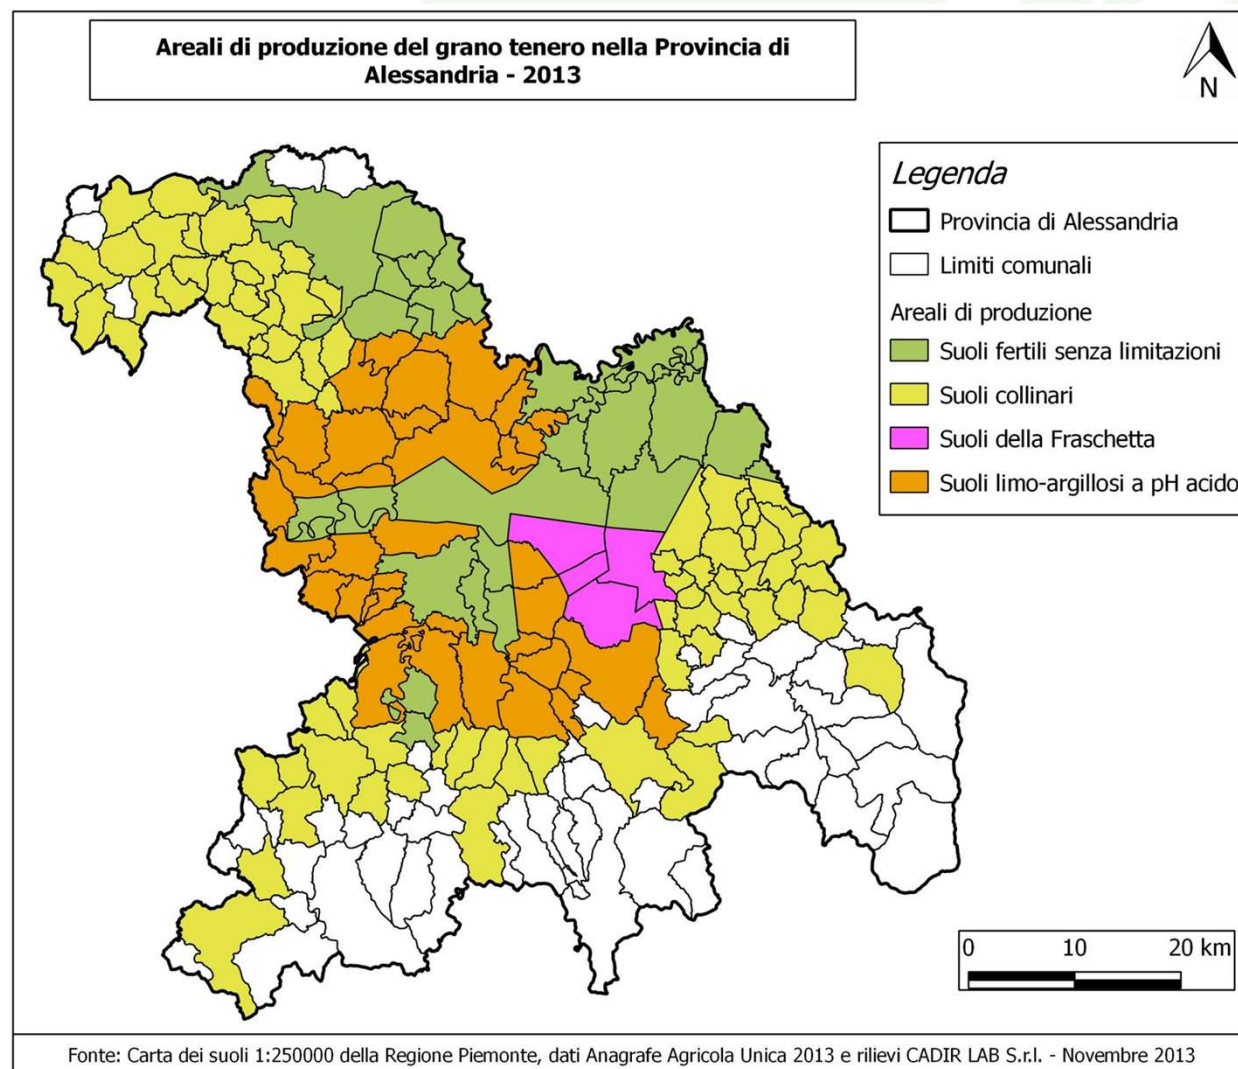 Areali di produzione del grano tenero nella Provincia di
Alessandria - 2013
N
Legenda
Provincia di Alessandria
Limiti comunali
Areali di produzione
Suoli fertili senza limitazioni
Suoli collinari
Suoli della Fraschetta
Suoli limo-argillosi a pH acido
0 10 20 km
Fonte: Carta dei suoli 1:250000 della Regione Piemonte, dati Anagrafe Agricola Unica 2013 e rilievi CADIR LAB S.r.l. - Novembre 2013